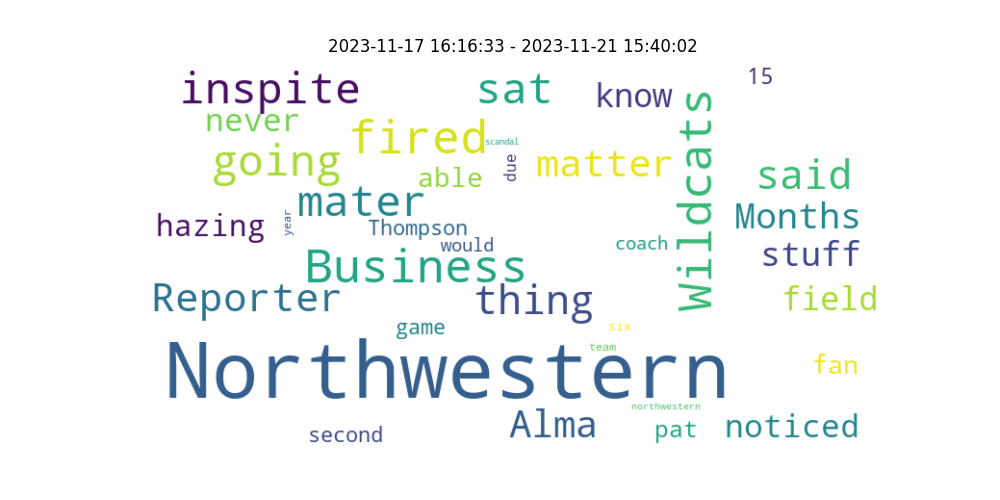 2023-11-17 16:16:33 - 2023-11-21 15:40:02
inspite
sat
know
15
never
fired
scandal
going
able
due
matter
Wildcats
said
mater
hazing
year
Thompson
would
coach
Months
stuff
Business
Reporter
thing
field
game
six
team
Northwestern
fan
northwestern
second
Alma
pat
noticed